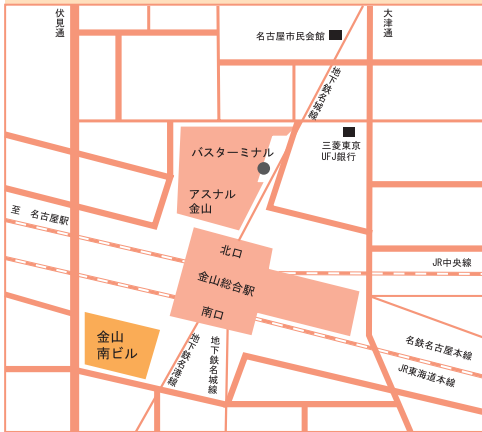 伏見通
大津通
名古屋市民会館
地下鉄名城線
三菱東京
UFJ銀行
バスターミナル
アスナル
金山
至 名古屋駅
北口
金山総合駅
南口
JR中央線
金山
南ビル
地下鉄名港線
地下鉄名城線
名鉄名古屋本線
JR東海道本線